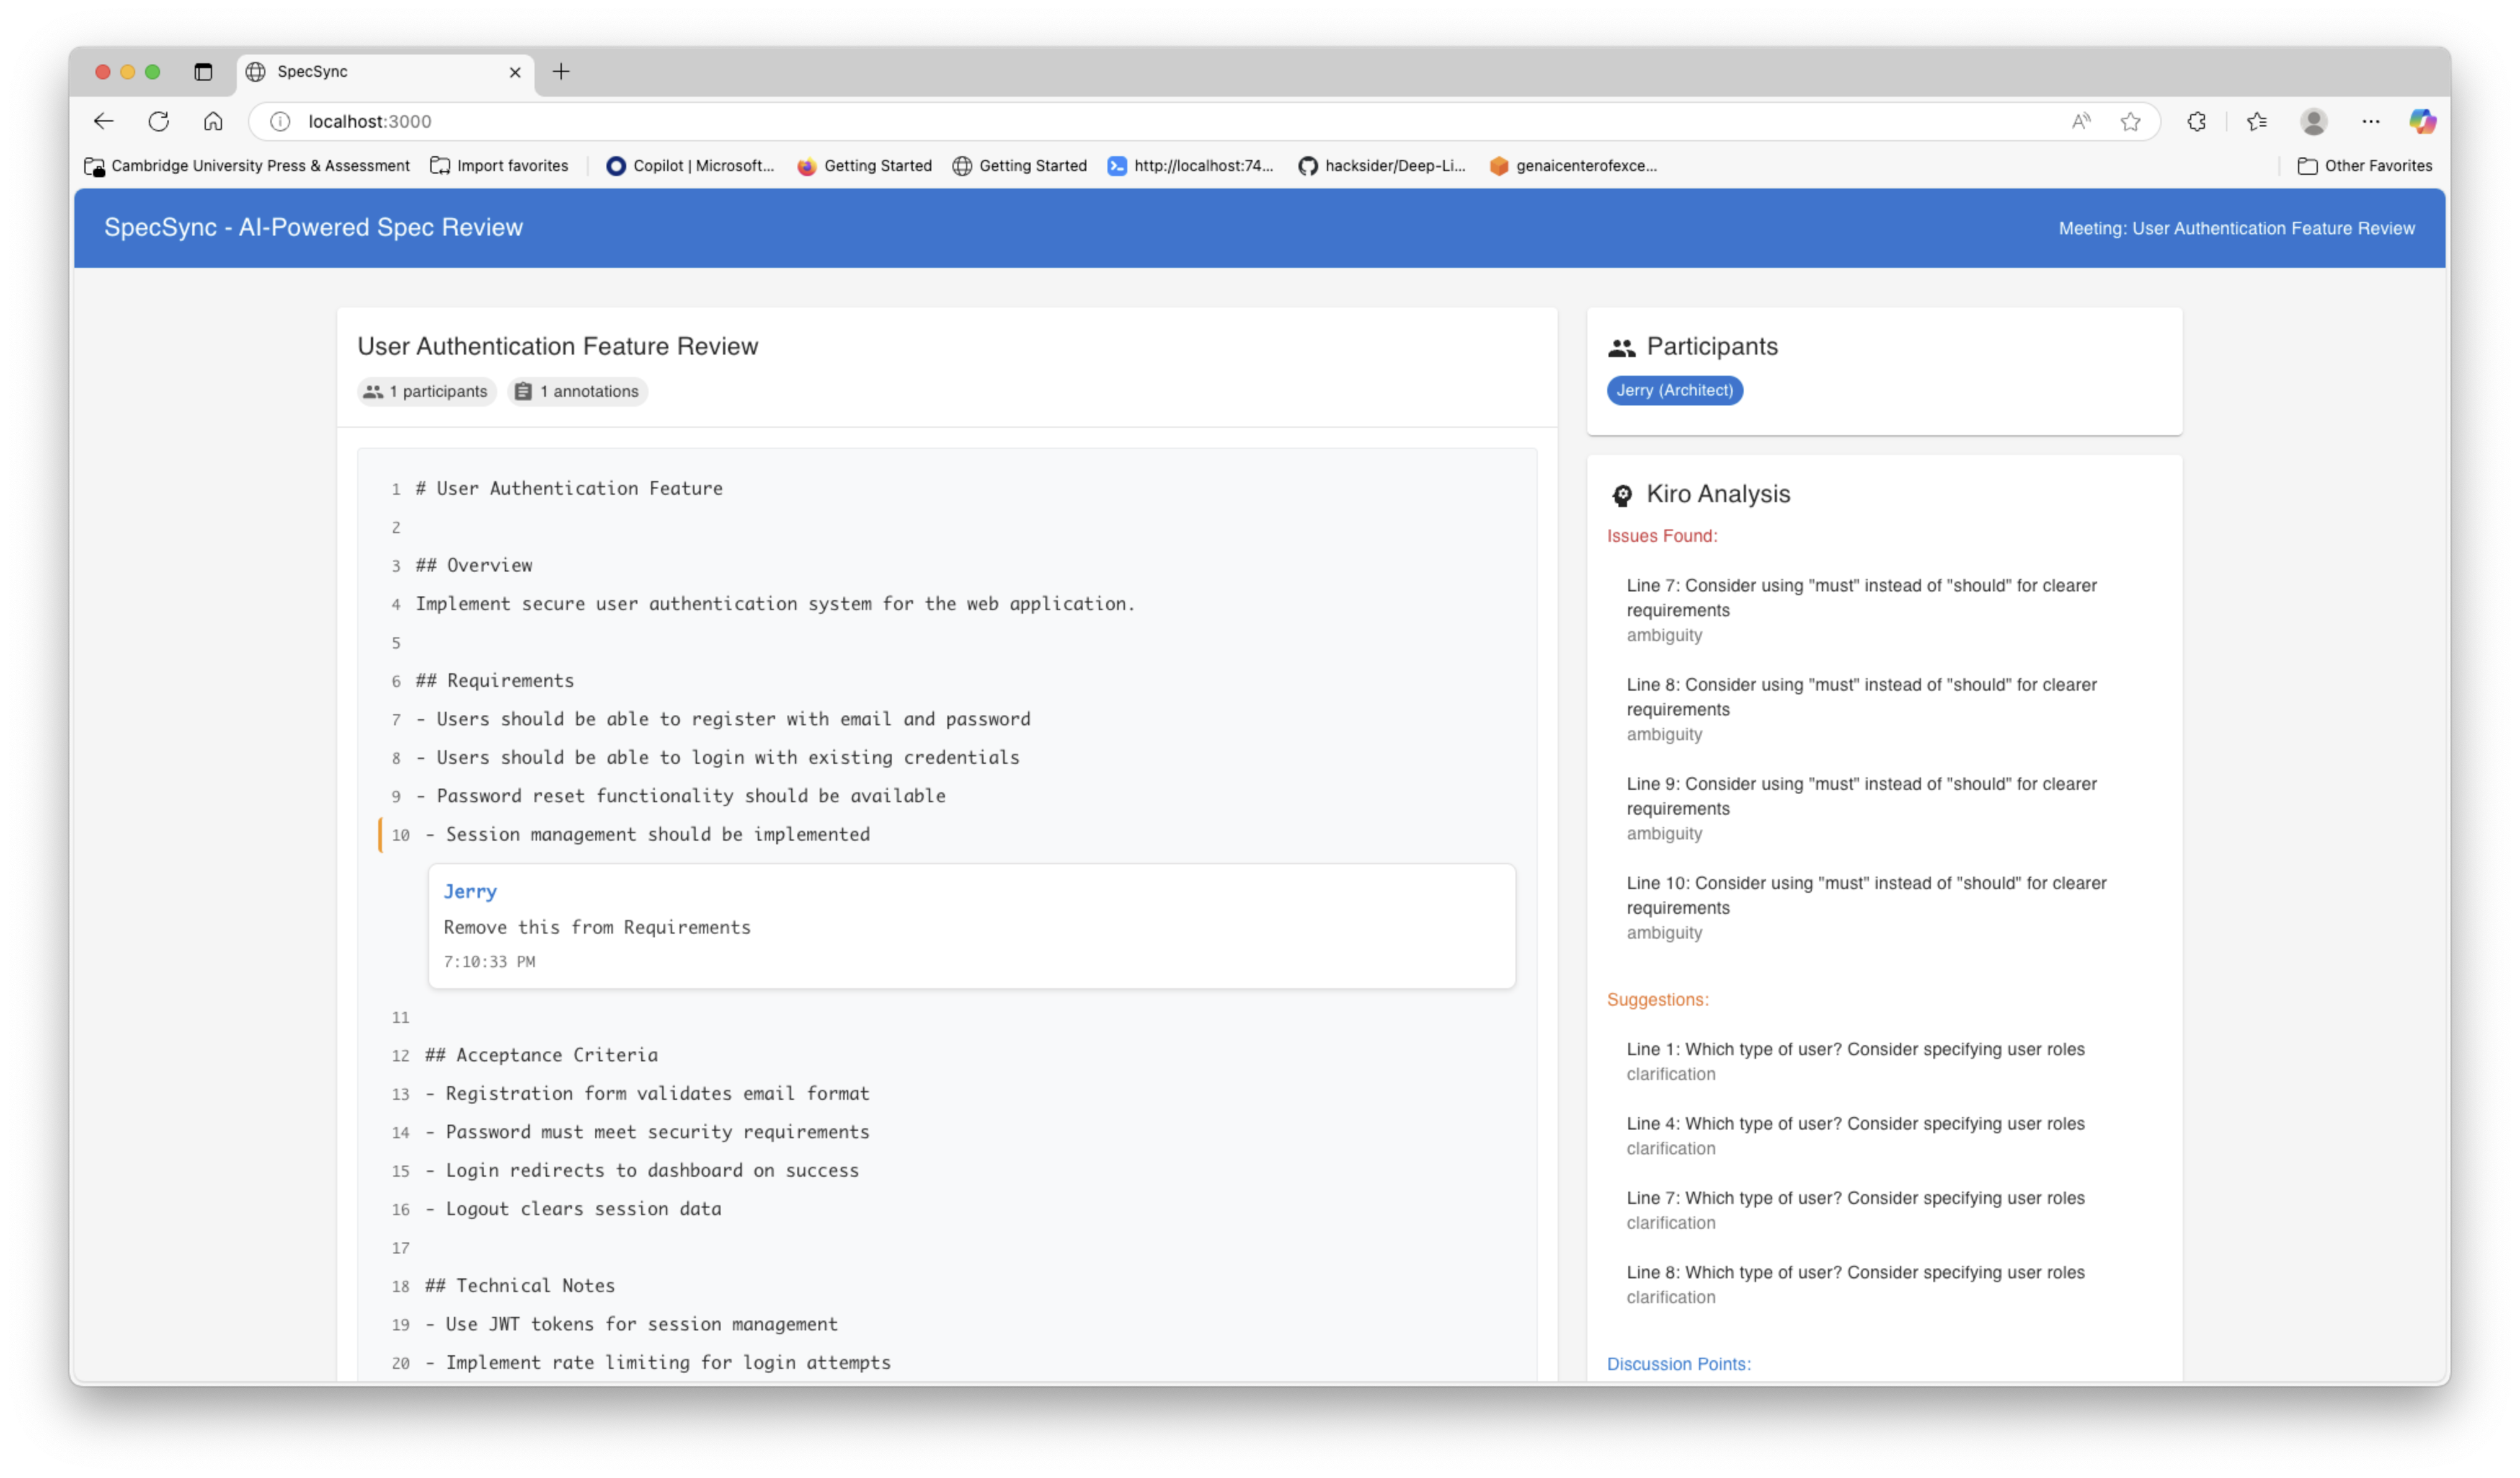 SpecSync
localhost:3000
Cambridge University Press & Assessment
Import favorites
Copilot | Microsoft...
Getting Started
Getting Started
http://localhost:74...
hacksider/Deep-Li...
genaicenterofexce...
Other Favorites
SpecSync - AI-Powered Spec Review
Meeting: User Authentication Feature Review
User Authentication Feature Review
1 participants
1 annotations
1 # User Authentication Feature
2
3 ## Overview
4 Implement secure user authentication system for the web application.
5
6 ## Requirements
7 - Users should be able to register with email and password
8 - Users should be able to login with existing credentials
9 - Password reset functionality should be available
10 - Session management should be implemented
Jerry
Remove this from Requirements
7:10:33 PM
11
12 ## Acceptance Criteria
13 - Registration form validates email format
14 - Password must meet security requirements
15 - Login redirects to dashboard on success
16 - Logout clears session data
17
18 ## Technical Notes
19 - Use JWT tokens for session management
20 - Implement rate limiting for login attempts
Participants
Jerry (Architect)
Kiro Analysis
Issues Found:
Line 7: Consider using "must" instead of "should" for clearer
requirements
ambiguity
Line 8: Consider using "must" instead of "should" for clearer
requirements
ambiguity
Line 9: Consider using "must" instead of "should" for clearer
requirements
ambiguity
Line 10: Consider using "must" instead of "should" for clearer
requirements
ambiguity
Suggestions:
Line 1: Which type of user? Consider specifying user roles
clarification
Line 4: Which type of user? Consider specifying user roles
clarification
Line 7: Which type of user? Consider specifying user roles
clarification
Line 8: Which type of user? Consider specifying user roles
clarification
Discussion Points: